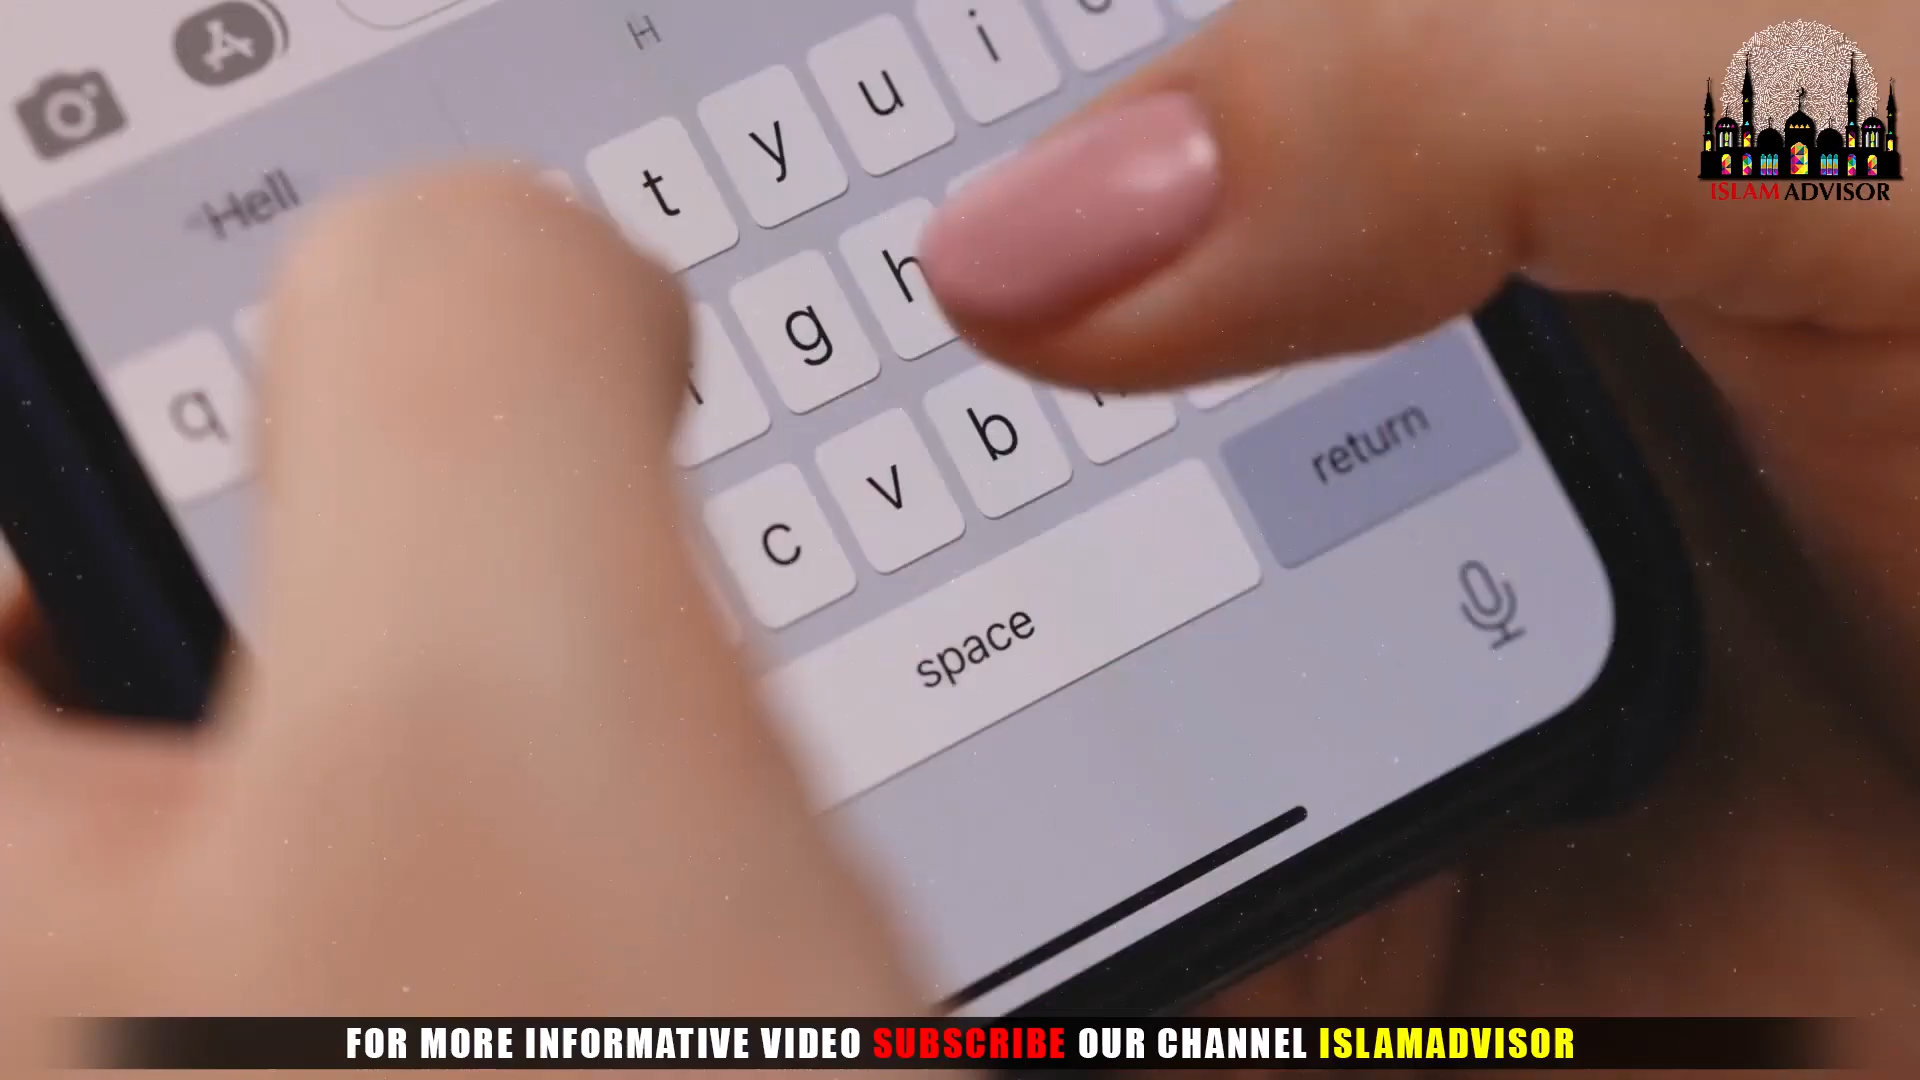 H
ISLAM ADVISOR
Hell
t y u i
q g h
c v b
return
space
FOR MORE INFORMATIVE VIDEO SUBSCRIBE OUR CHANNEL ISLAMADVISOR